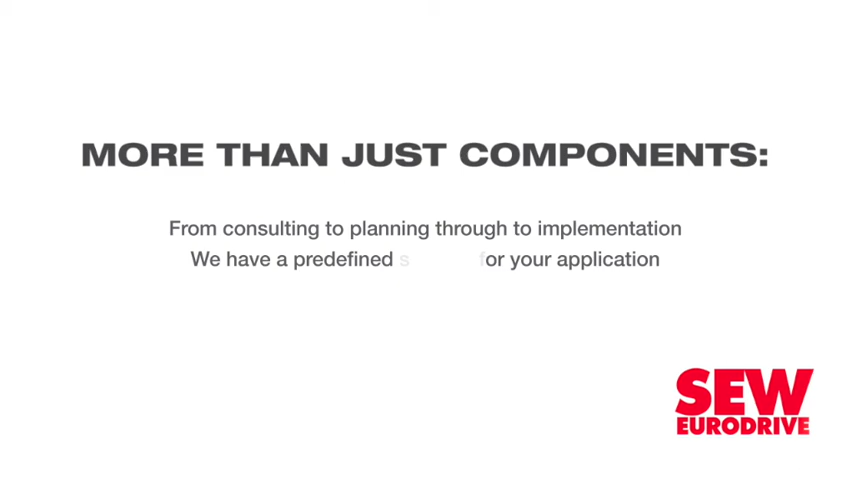 MORE THAN JUST COMPONENTS:
From consulting to planning through to implementation
We have a predefined for your application
SEW
EURODRIVE